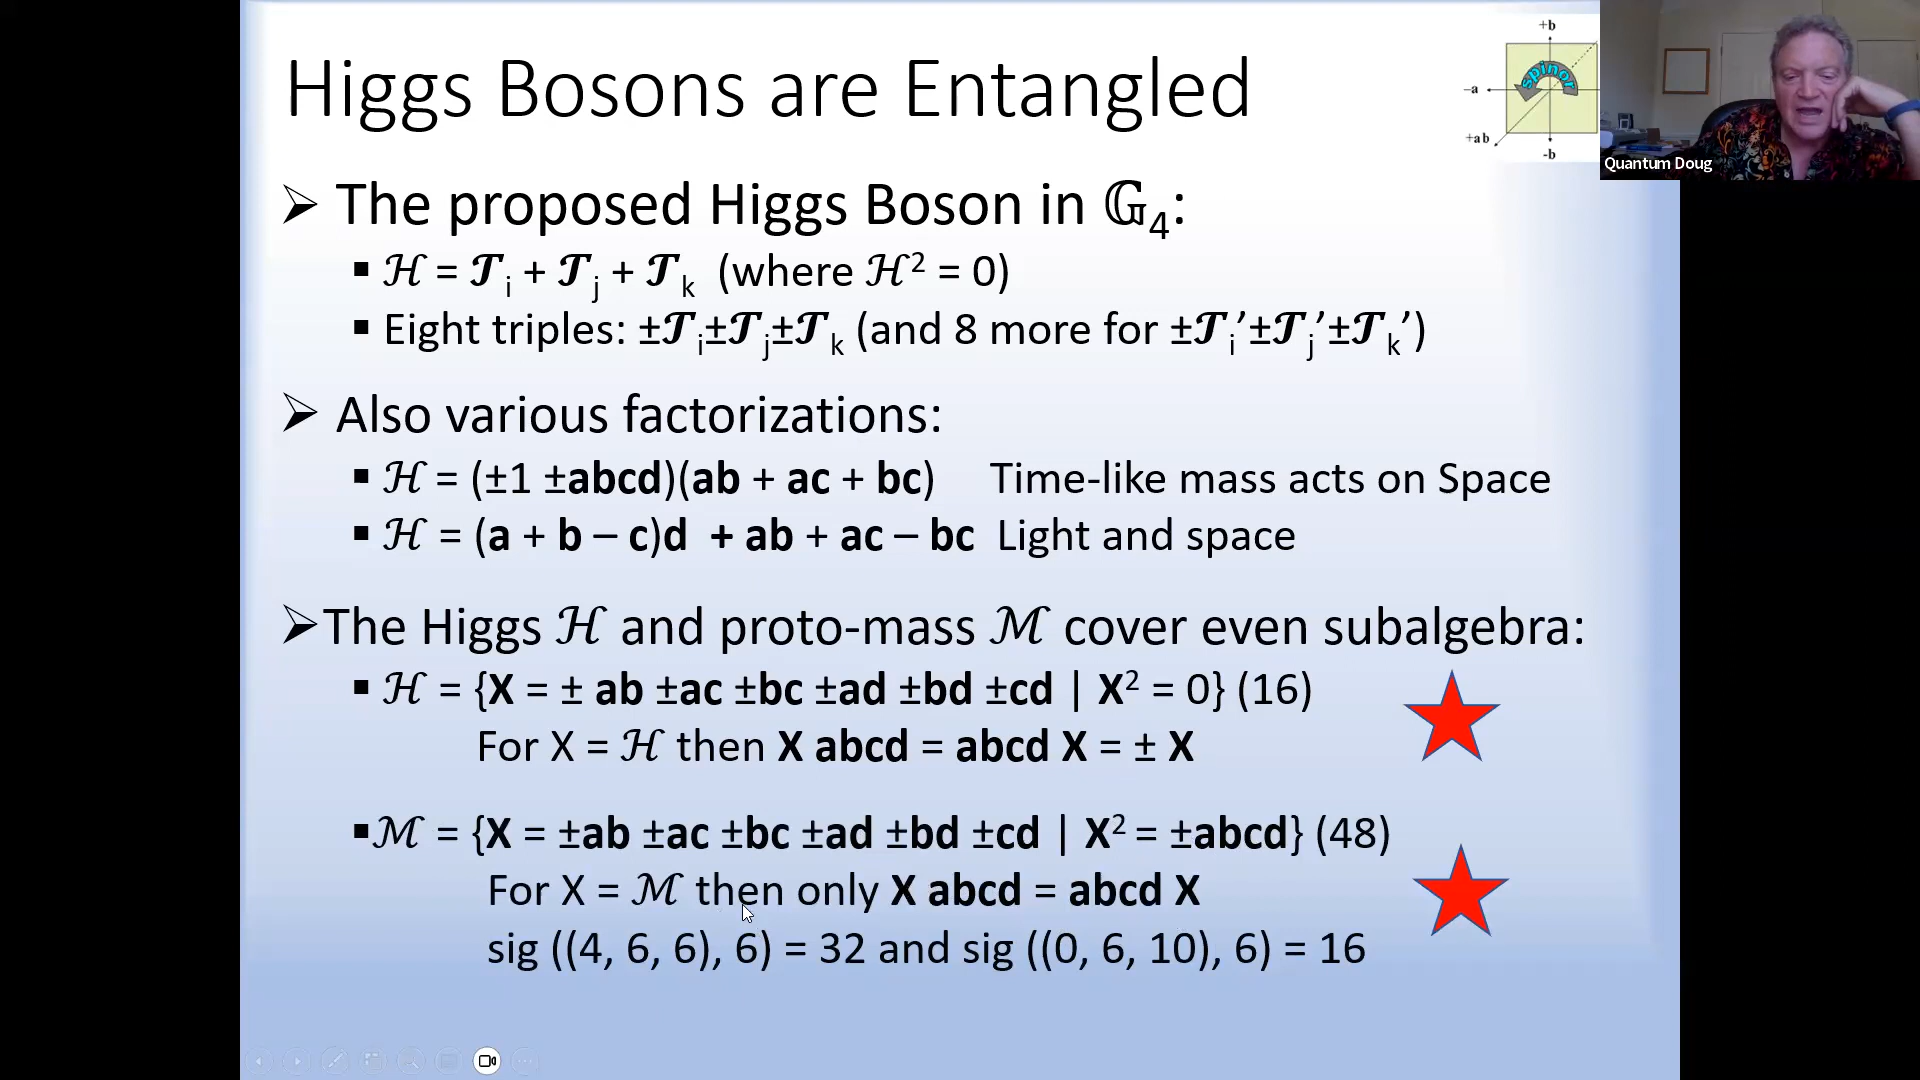 Higgs Bosons are Entangled
+b
spinor
–a
+ab
-b
Quantum Doug
➢ The proposed Higgs Boson in 𝔾₄:
▪ ℋ = 𝓣i + 𝓣j + 𝓣k (where ℋ² = 0)
▪ Eight triples: ±𝓣i±𝓣j±𝓣k (and 8 more for ±𝓣i’±𝓣j’±𝓣k’)
➢ Also various factorizations:
▪ ℋ = (±1 ±abcd)(ab + ac + bc) Time-like mass acts on Space
▪ ℋ = (a + b – c)d + ab + ac – bc Light and space
➢The Higgs ℋ and proto-mass ℳ cover even subalgebra:
▪ ℋ = {X = ± ab ±ac ±bc ±ad ±bd ±cd | X² = 0} (16)
For X = ℋ then X abcd = abcd X = ± X
▪ℳ = {X = ±ab ±ac ±bc ±ad ±bd ±cd | X² = ±abcd} (48)
For X = ℳ then only X abcd = abcd X
sig ((4, 6, 6), 6) = 32 and sig ((0, 6, 10), 6) = 16